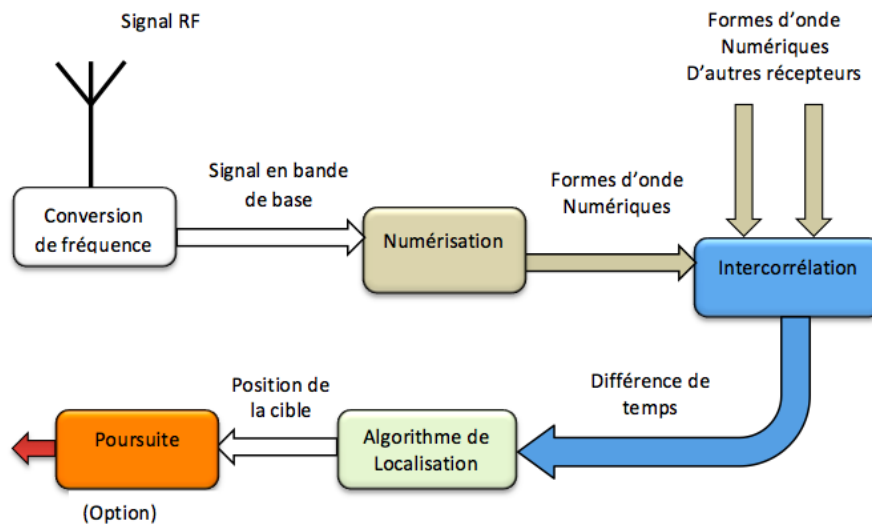 Signal RF
Formes d'onde
Numériques
D'autres récepteurs
Signal en bande
de base
Formes d'onde
Numériques
Conversion
de fréquence
Numérisation
Intercorrélation
Différence de
temps
Position de
la cible
Algorithme de
Localisation
Poursuite
(Option)